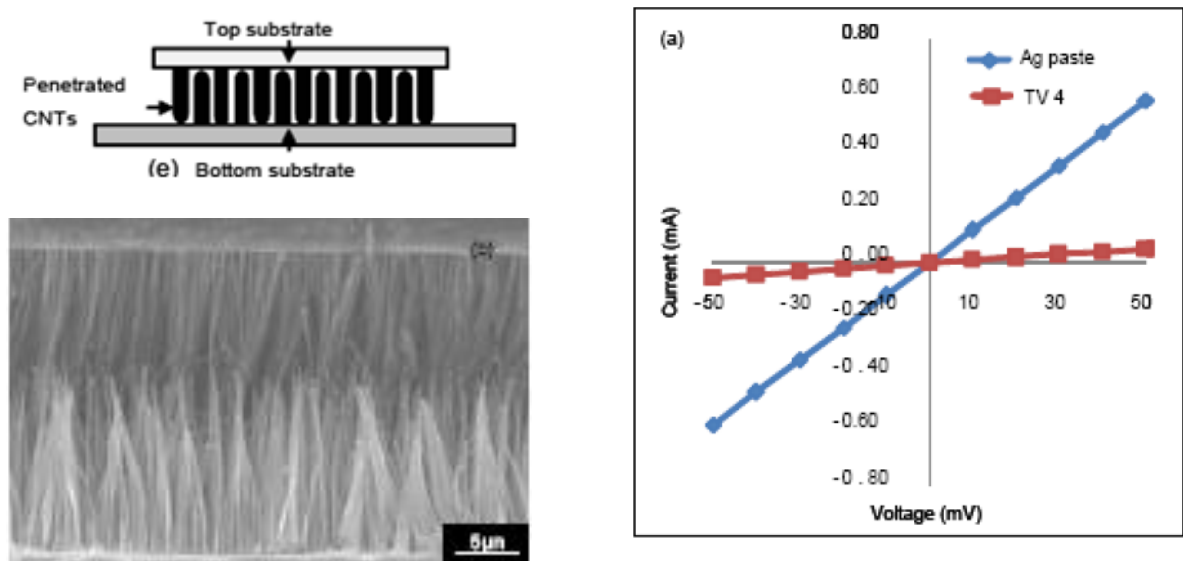 Top substrate
Penetrated
CNTs
(e) Bottom substrate
5µm
(a)
0.80
Ag paste
0.60
TV 4
0.40
0.20
0.00
-50 -30 -10 10 30 50
-0.20
-0.40
-0.60
-0.80
Current (mA)
Voltage (mV)